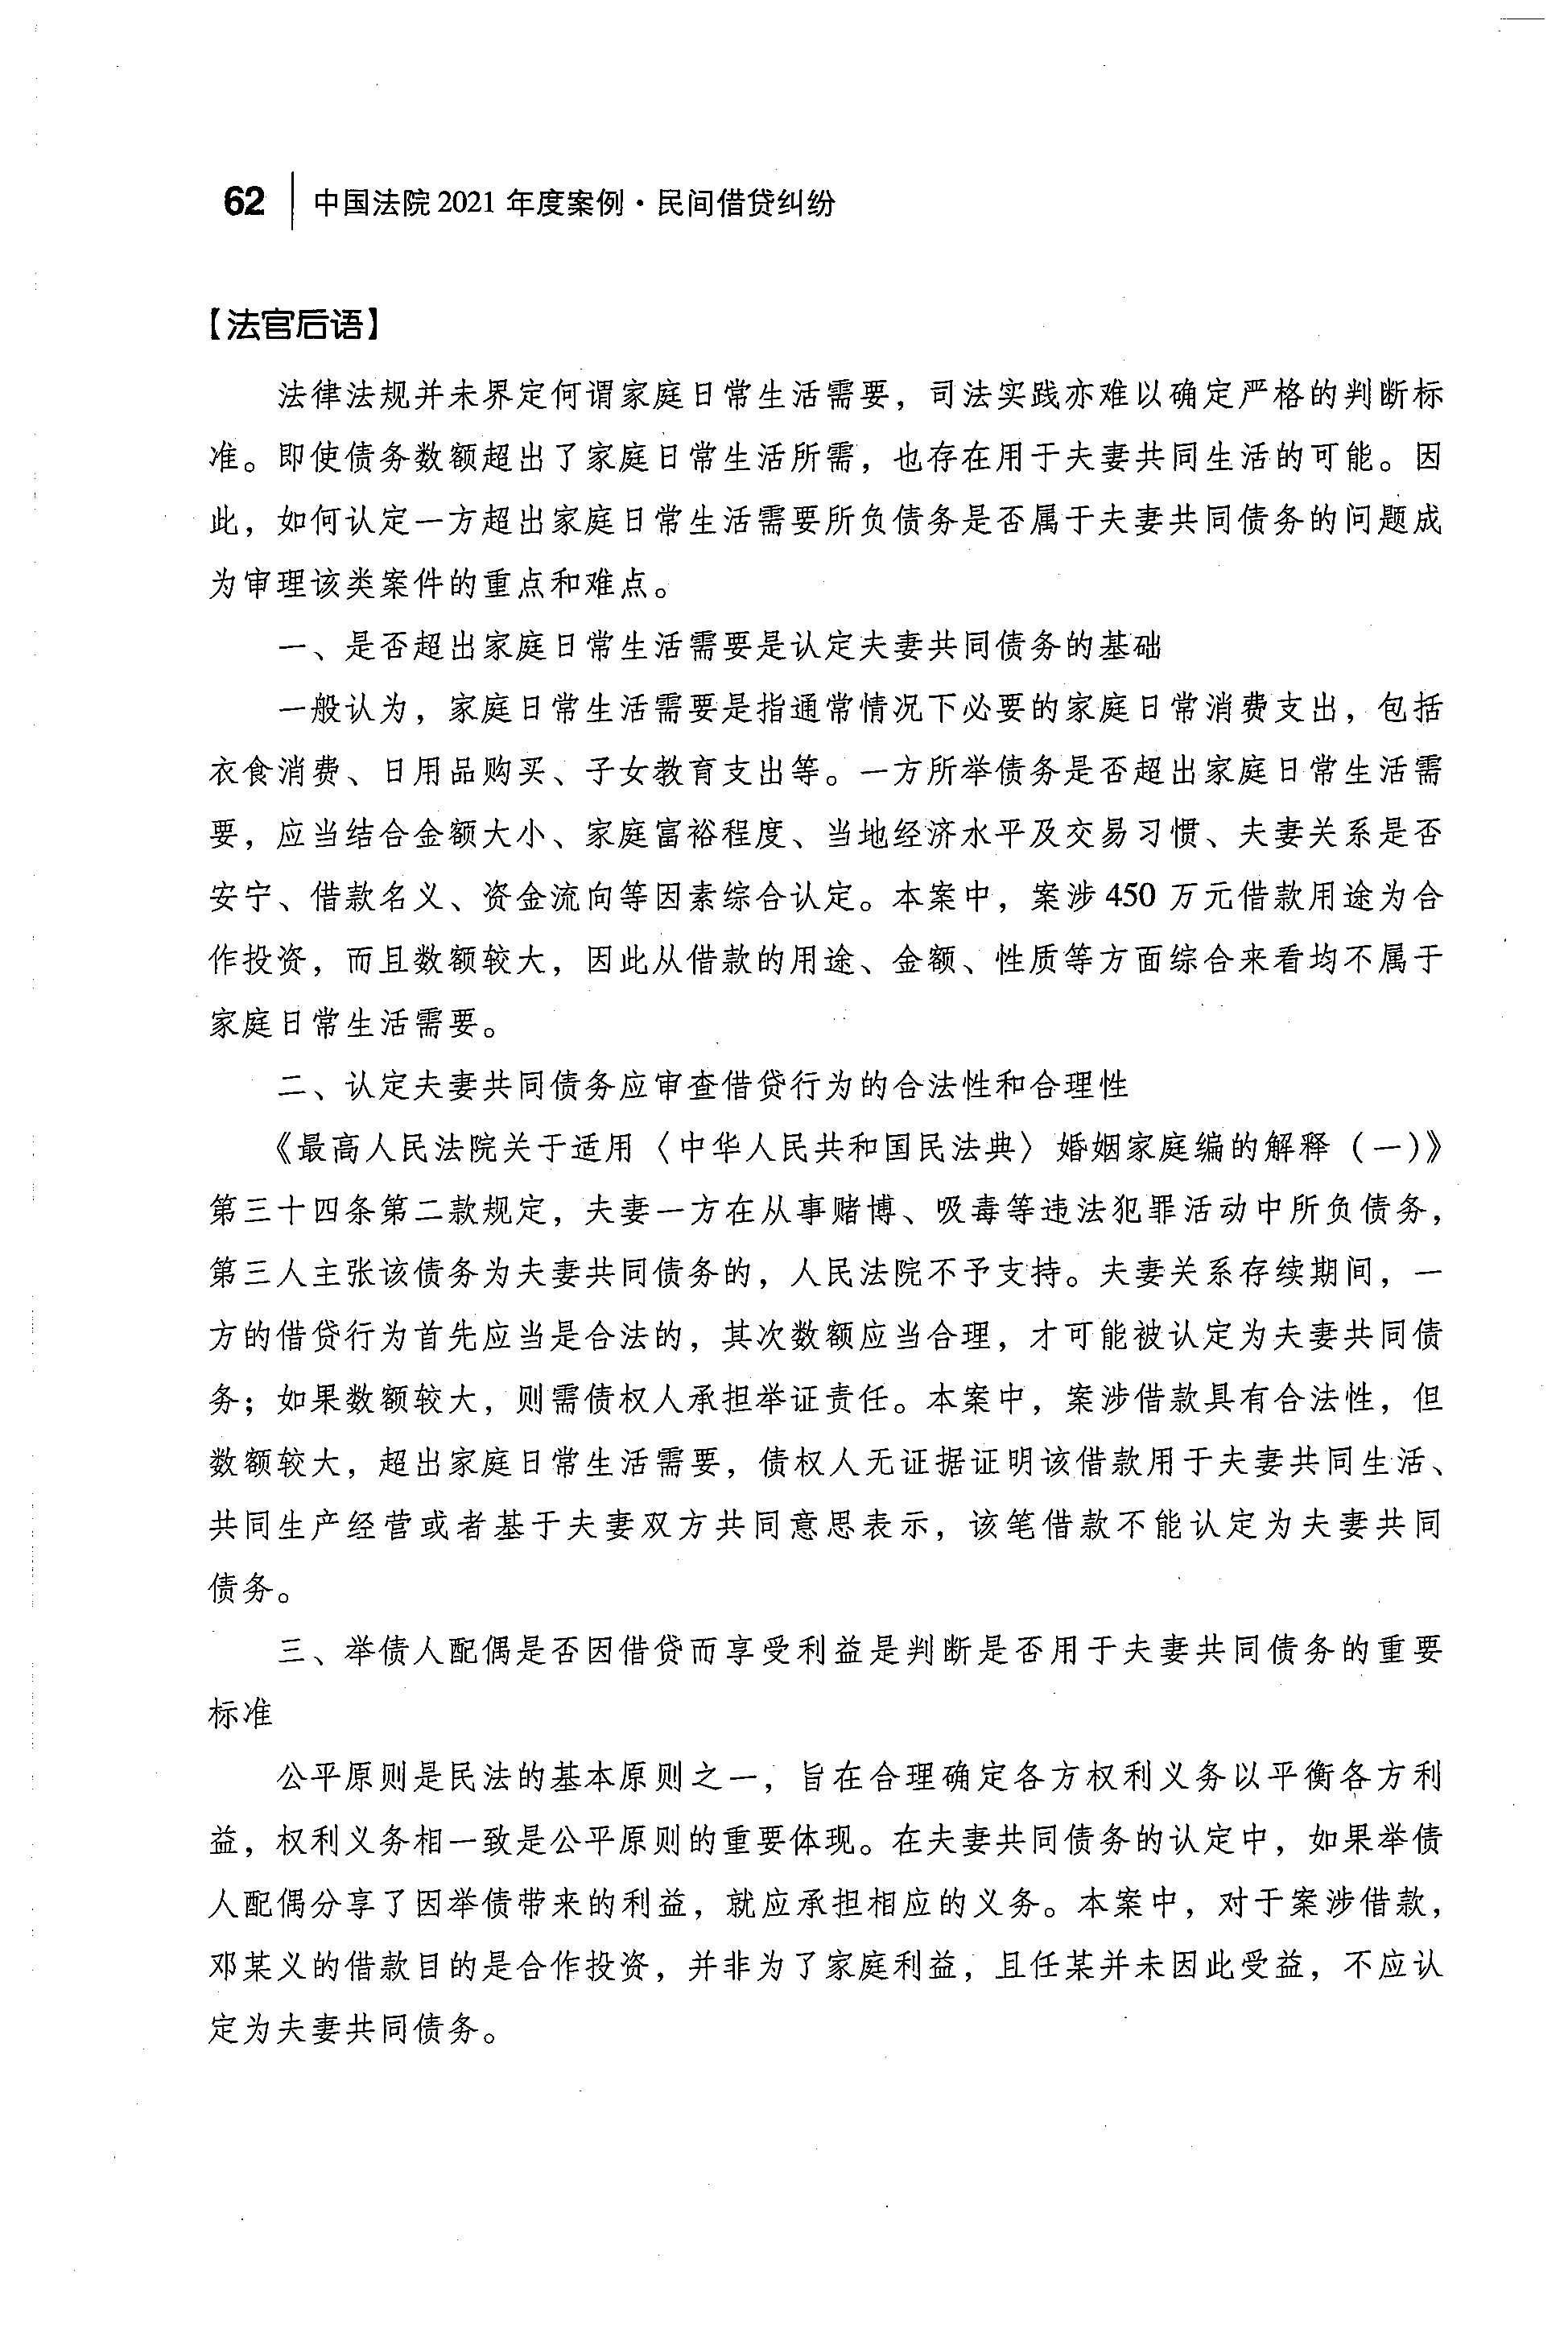 62 | 中国法院 2021 年度案例·民间借贷纠纷
【法官后语】
法律法规并未界定何谓家庭日常生活需要，司法实践亦难以确定严格的判断标
准。即使债务数额超出了家庭日常生活所需，也存在用于夫妻共同生活的可能。因
此，如何认定一方超出家庭日常生活需要所负债务是否属于夫妻共同债务的问题成
为审理该类案件的重点和难点。
一、是否超出家庭日常生活需要是认定夫妻共同债务的基础
一般认为，家庭日常生活需要是指通常情况下必要的家庭日常消费支出，包括
衣食消费、日用品购买、子女教育支出等。一方所举债务是否超出家庭日常生活需
要，应当结合金额大小、家庭富裕程度、当地经济水平及交易习惯、夫妻关系是否
安宁、借款名义、资金流向等因素综合认定。本案中，案涉 450 万元借款用途为合
作投资，而且数额较大，因此从借款的用途、金额、性质等方面综合来看均不属于
家庭日常生活需要。
二、认定夫妻共同债务应审查借贷行为的合法性和合理性
《最高人民法院关于适用〈中华人民共和国民法典〉婚姻家庭编的解释（一）》
第三十四条第二款规定，夫妻一方在从事赌博、吸毒等违法犯罪活动中所负债务，
第三人主张该债务为夫妻共同债务的，人民法院不予支持。夫妻关系存续期间，一
方的借贷行为首先应当是合法的，其次数额应当合理，才可能被认定为夫妻共同债
务；如果数额较大，则需债权人承担举证责任。本案中，案涉借款具有合法性，但
数额较大，超出家庭日常生活需要，债权人无证据证明该借款用于夫妻共同生活、
共同生产经营或者基于夫妻双方共同意思表示，该笔借款不能认定为夫妻共同
债务。
三、举债人配偶是否因借贷而享受利益是判断是否用于夫妻共同债务的重要
标准
公平原则是民法的基本原则之一，旨在合理确定各方权利义务以平衡各方利
益，权利义务相一致是公平原则的重要体现。在夫妻共同债务的认定中，如果举债
人配偶分享了因举债带来的利益，就应承担相应的义务。本案中，对于案涉借款，
邓某义的借款目的是合作投资，并非为了家庭利益，且任某并未因此受益，不应认
定为夫妻共同债务。